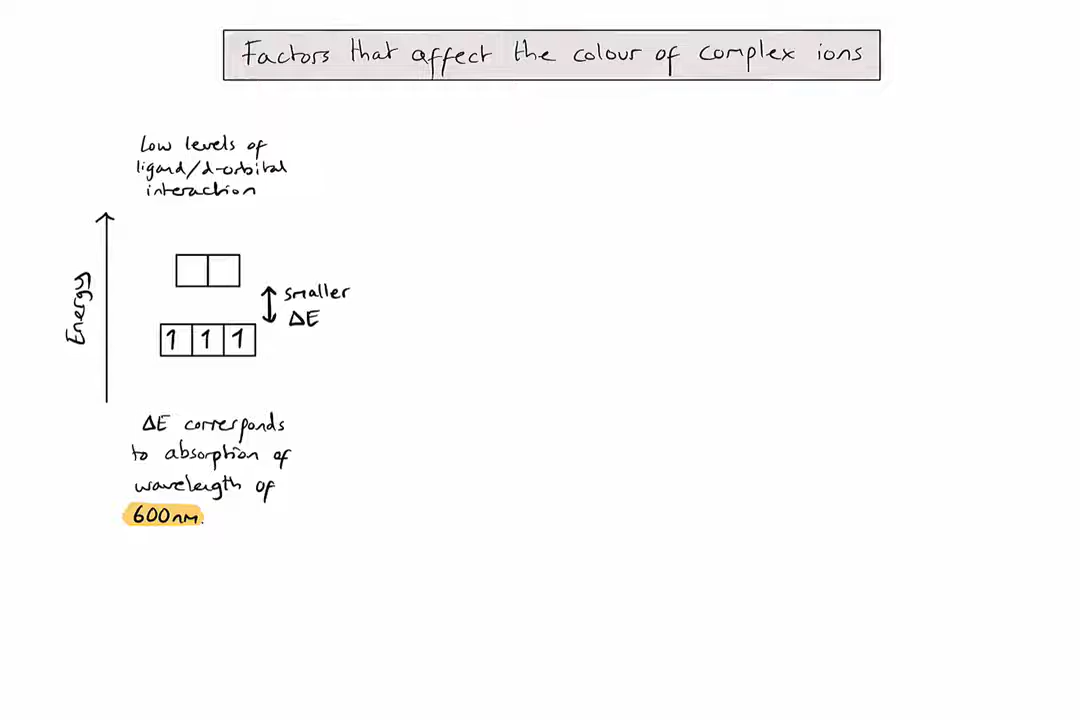 Factors that affect the colour of complex ions
Low levels of
ligand/d-orbital
interaction
Energy
smaller
ΔE
1 1 1
ΔE corresponds
to absorption of
wavelength of
600nm.